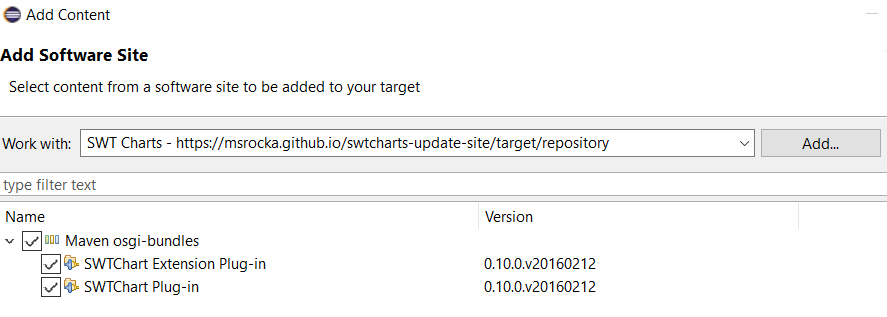 Add Content
Add Software Site
Select content from a software site to be added to your target
Work with: SWT Charts - https://msrocka.github.io/swtcharts-update-site/target/repository Add...
type filter text
Name Version
Maven osgi-bundles
SWTChart Extension Plug-in 0.10.0.v20160212
SWTChart Plug-in 0.10.0.v20160212